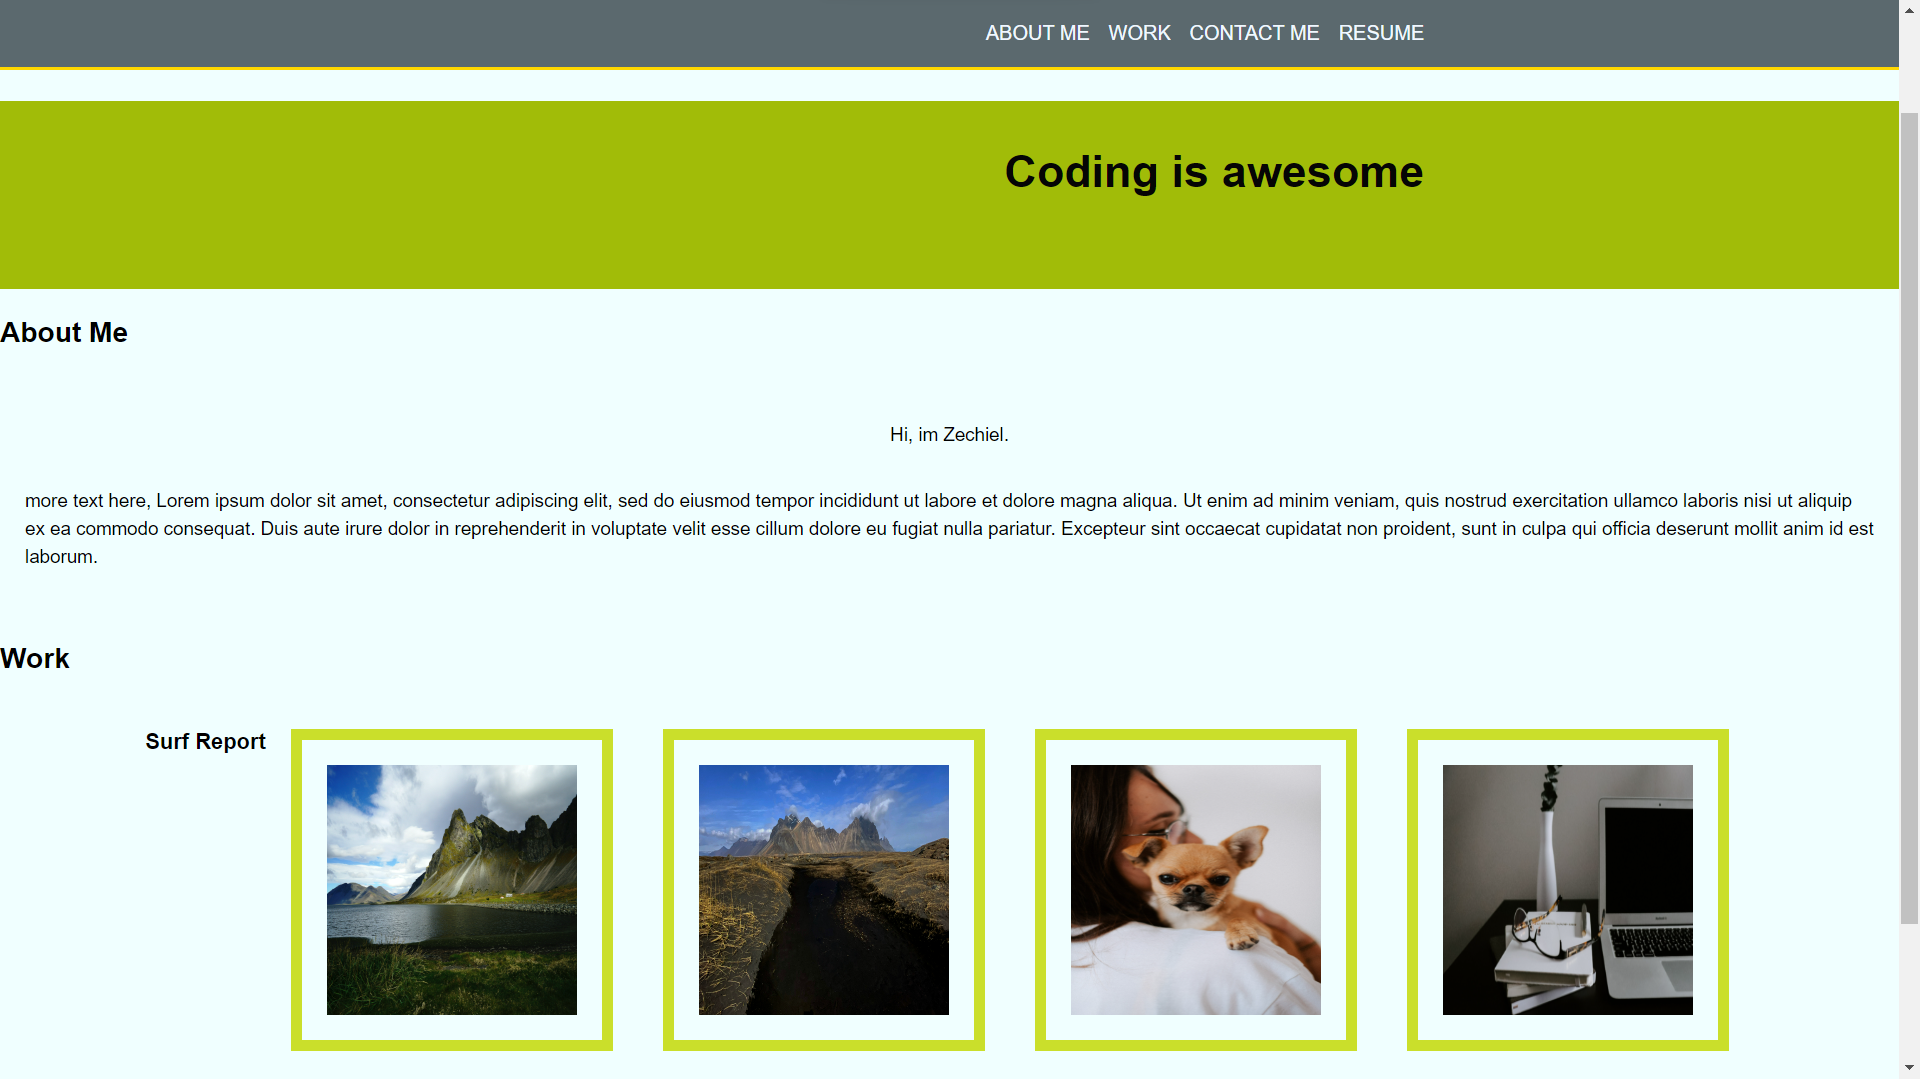 ABOUT ME WORK CONTACT ME RESUME
Coding is awesome
About Me
Hi, im Zechiel.
more text here, Lorem ipsum dolor sit amet, consectetur adipiscing elit, sed do eiusmod tempor incididunt ut labore et dolore magna aliqua. Ut enim ad minim veniam, quis nostrud exercitation ullamco laboris nisi ut aliquip
ex ea commodo consequat. Duis aute irure dolor in reprehenderit in voluptate velit esse cillum dolore eu fugiat nulla pariatur. Excepteur sint occaecat cupidatat non proident, sunt in culpa qui officia deserunt mollit anim id est
laborum.
Work
Surf Report